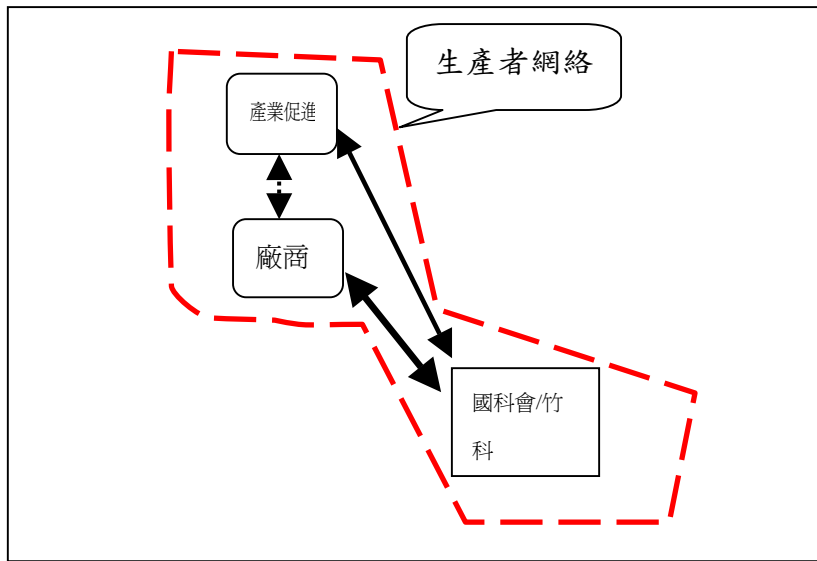 生產者網絡
產業促進
廠商
國科會/竹
科